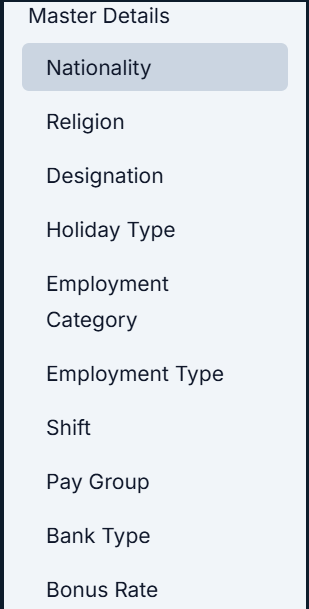 Master Details
Nationality
Religion
Designation
Holiday Type
Employment
Category
Employment Type
Shift
Pay Group
Bank Type
Bonus Rate